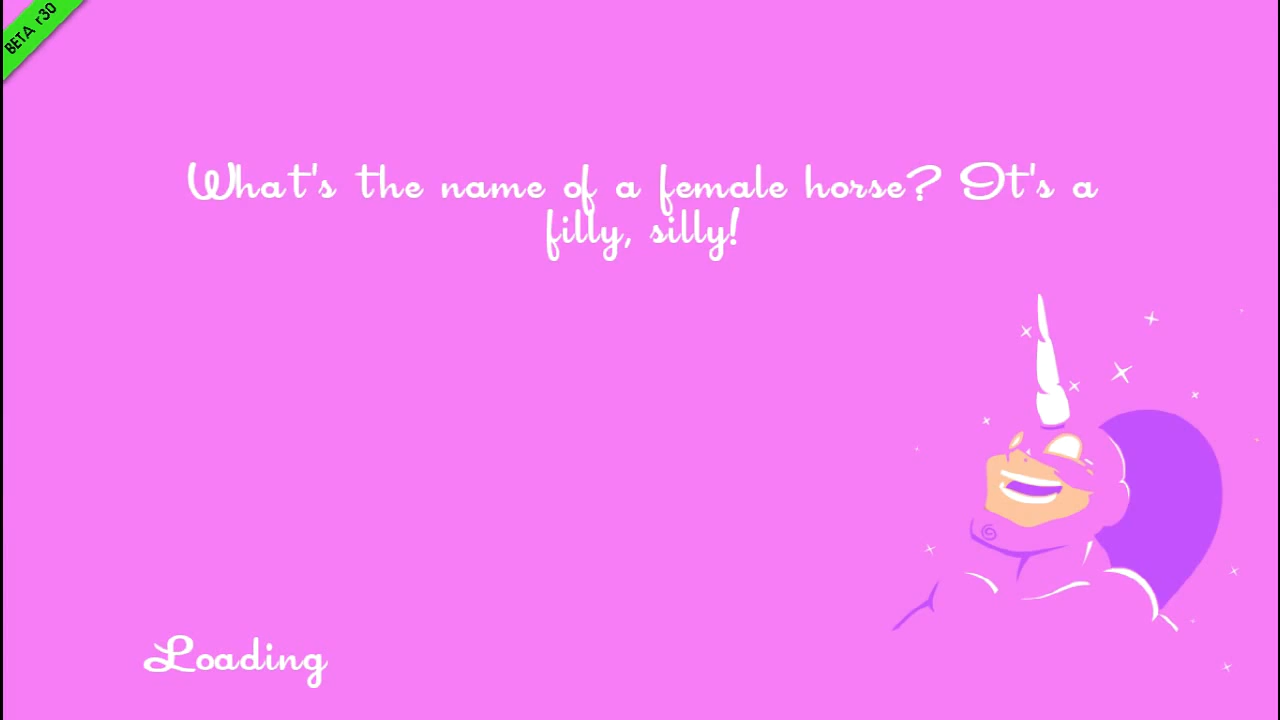 BETA r30
What's the name of a female horse? It's a
filly, silly!
Loading